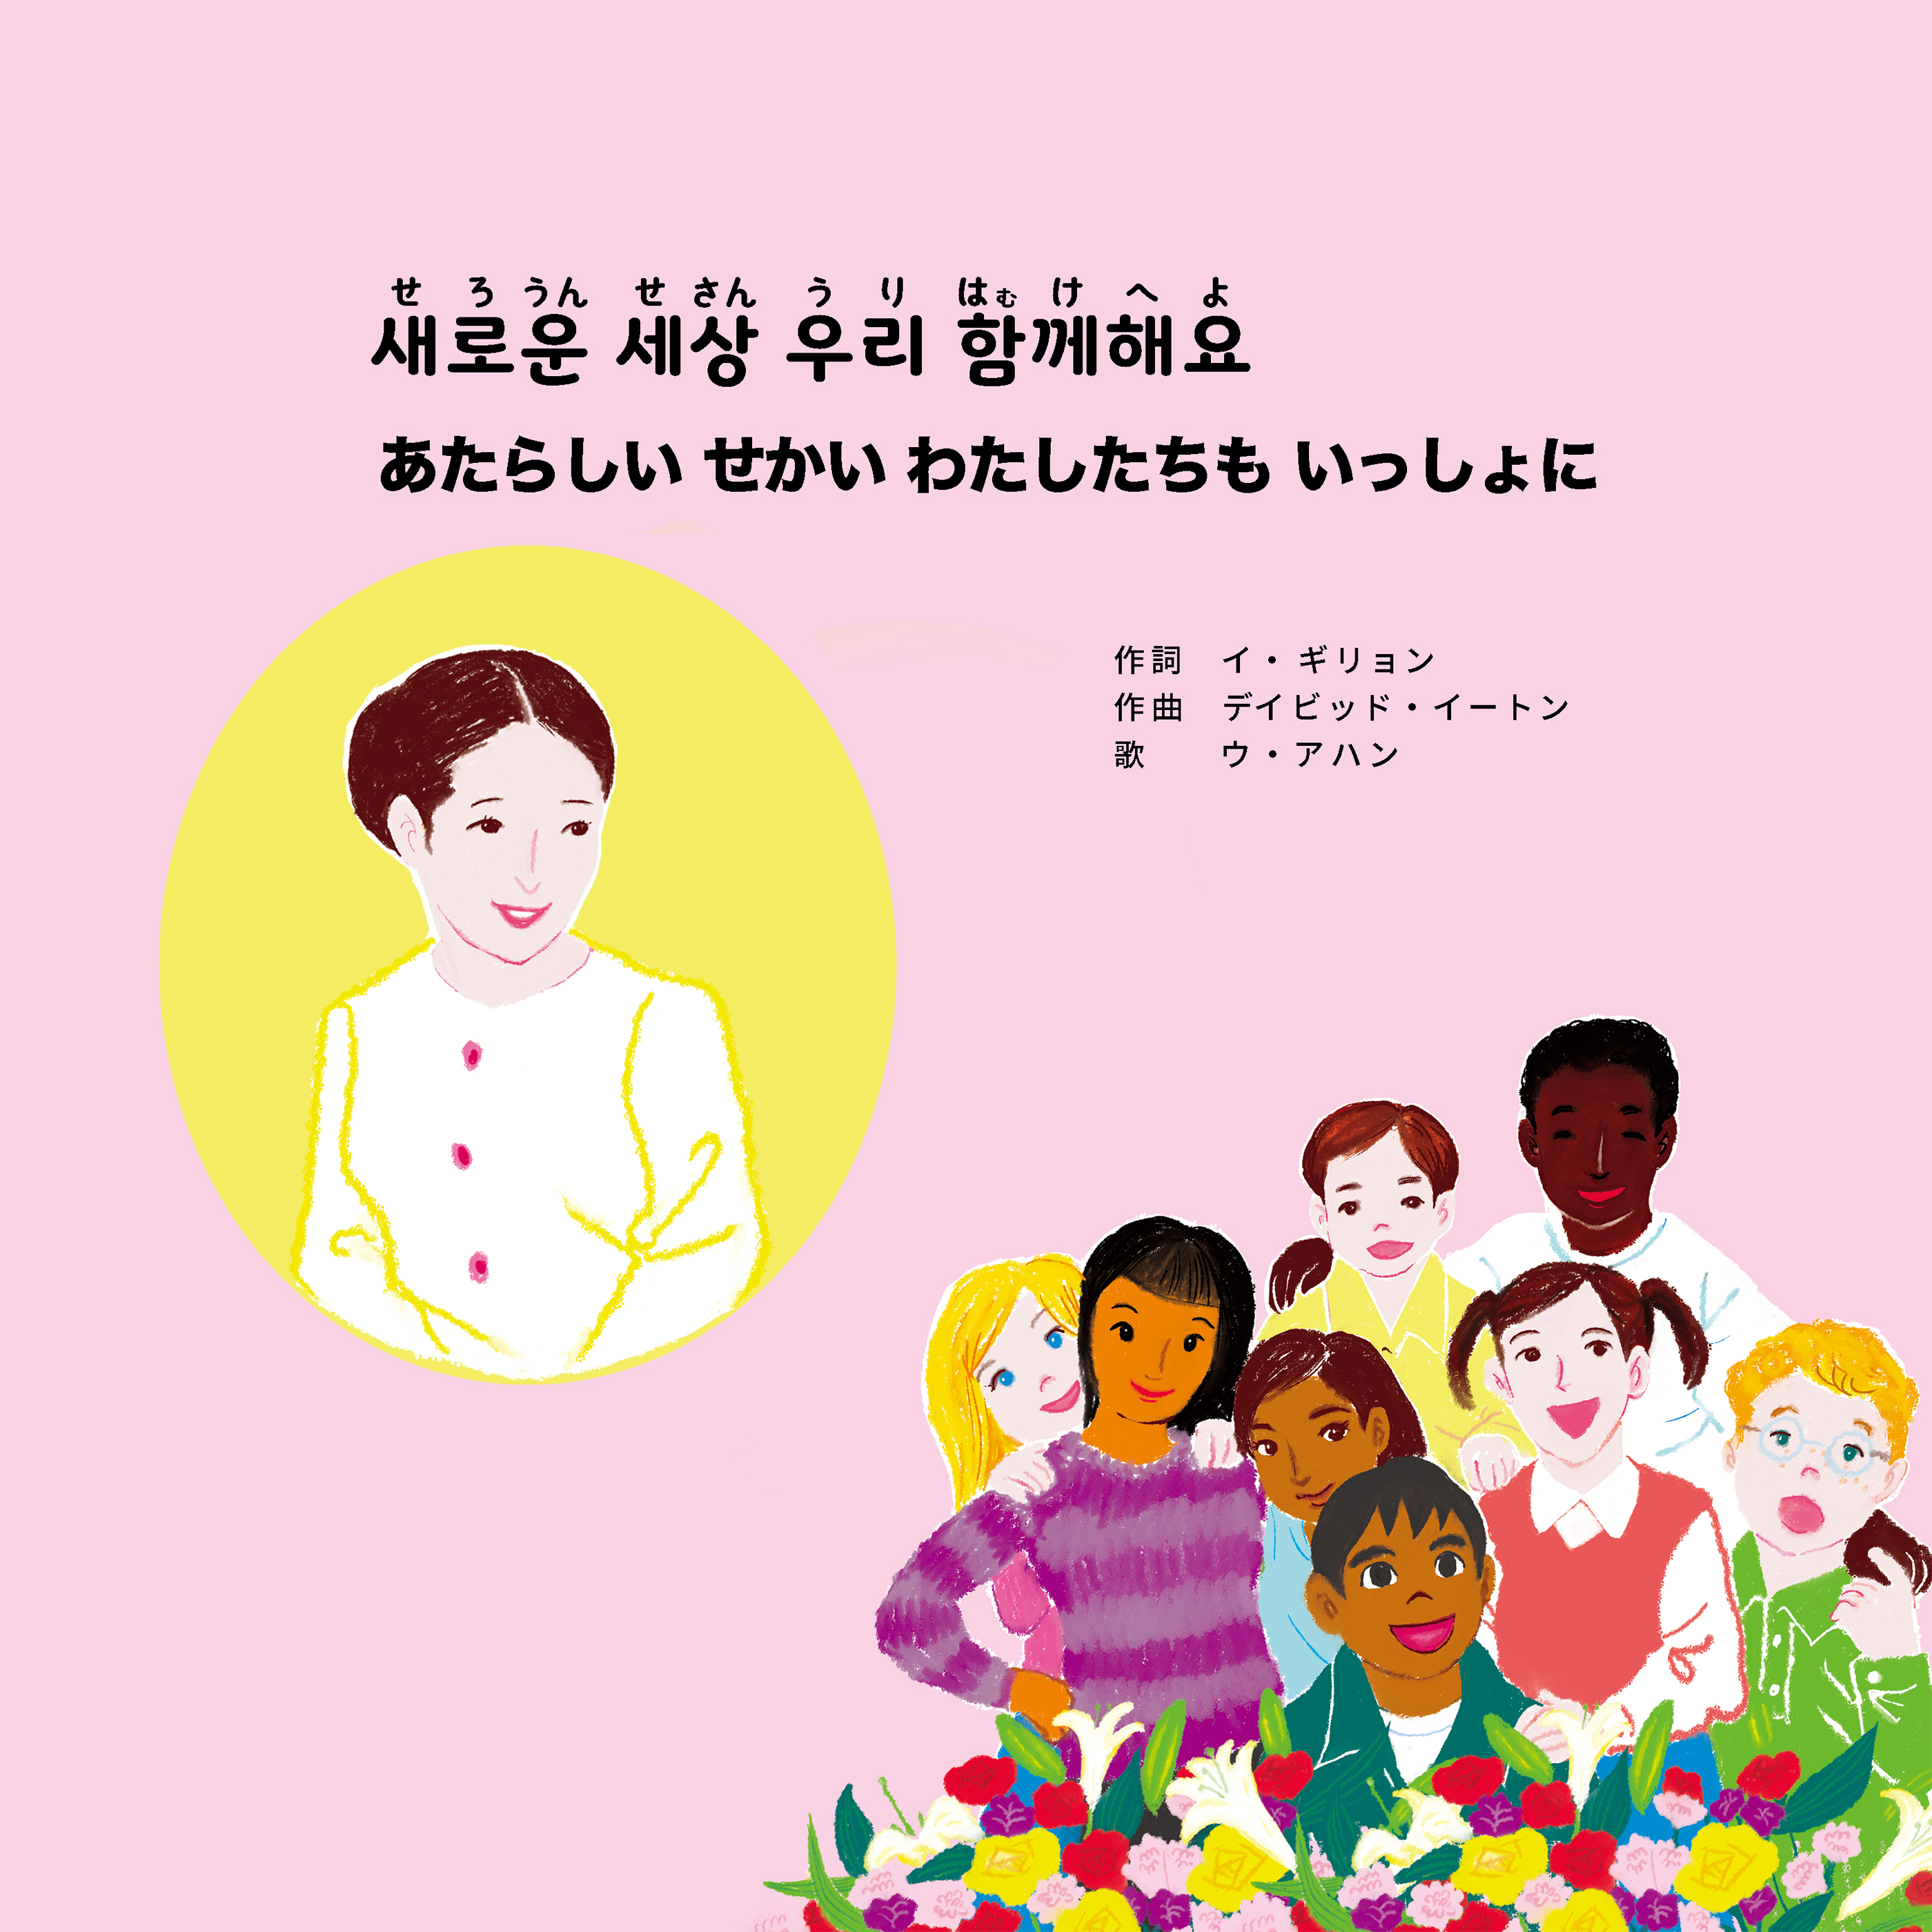 せ ろ うん せ さん う り はむ け へ よ
새로운 세상 우리 함께해요
あたらしい せかい わたしたちも いっしょに
作詞 イ・ギリョン
作曲 デイビッド・イートン
歌 ウ・アハン